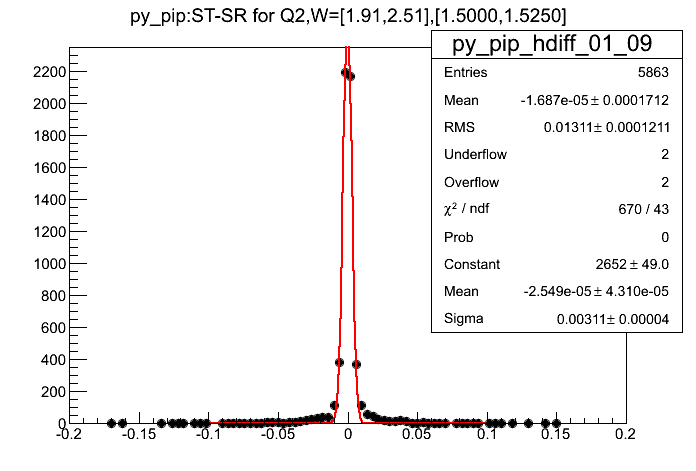 py_pip:ST-SR for Q2,W=[1.91,2.51],[1.5000,1.5250]
py_pip_hdiff_01_09
Entries 5863
Mean -1.687e-05 ± 0.0001712
RMS 0.01311 ± 0.0001211
Underflow 2
Overflow 2
χ² / ndf 670 / 43
Prob 0
Constant 2652 ± 49.0
Mean -2.549e-05 ± 4.310e-05
Sigma 0.00311 ± 0.00004
2200
2000
1800
1600
1400
1200
1000
800
600
400
200
0
-0.2 -0.15 -0.1 -0.05 0 0.05 0.1 0.15 0.2